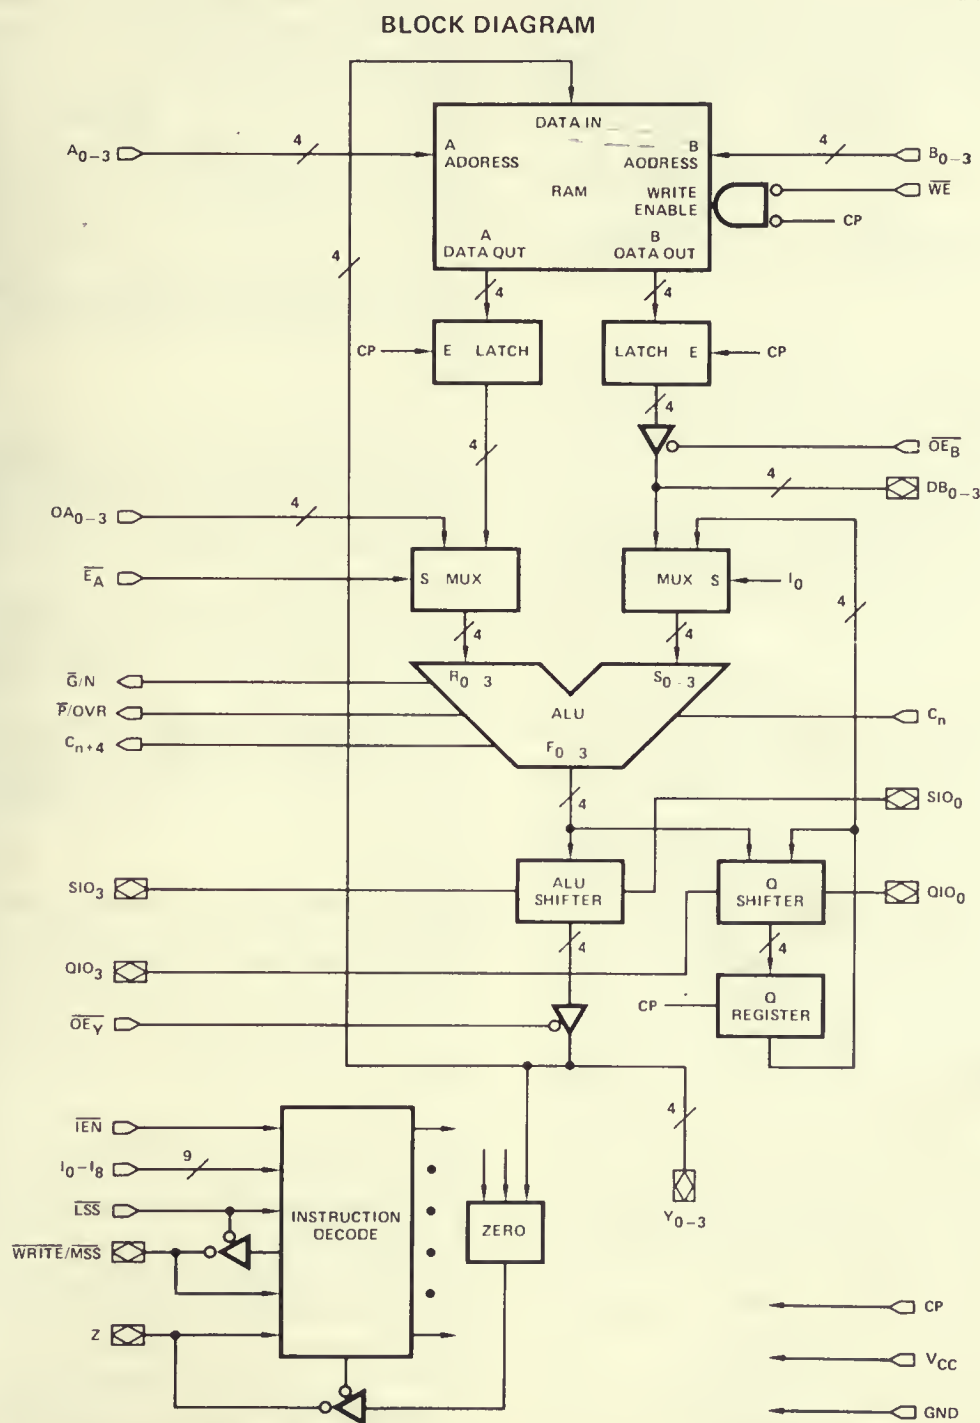 BLOCK DIAGRAM
DATA IN
4
A0–3
A
ADDRESS
B
ADDRESS
4
B0–3
RAM
WRITE
ENABLE
WE
CP
A
DATA OUT
B
DATA OUT
4
4
4
CP
E LATCH
LATCH E
CP
4
4
OEB
4
DB0–3
OA0–3
4
EA
S MUX
MUX S
I0
4
4
4
G/N
R0 3
S0–3
P/OVR
ALU
Cn
Cn+4
F0 3
4
SIO0
SIO3
ALU
SHIFTER
Q
SHIFTER
QIO0
4
4
QIO3
CP
Q
REGISTER
OEY
4
IEN
I0–I8
9
LSS
INSTRUCTION
DECODE
ZERO
Y0–3
WRITE/MSS
CP
Z
VCC
GND